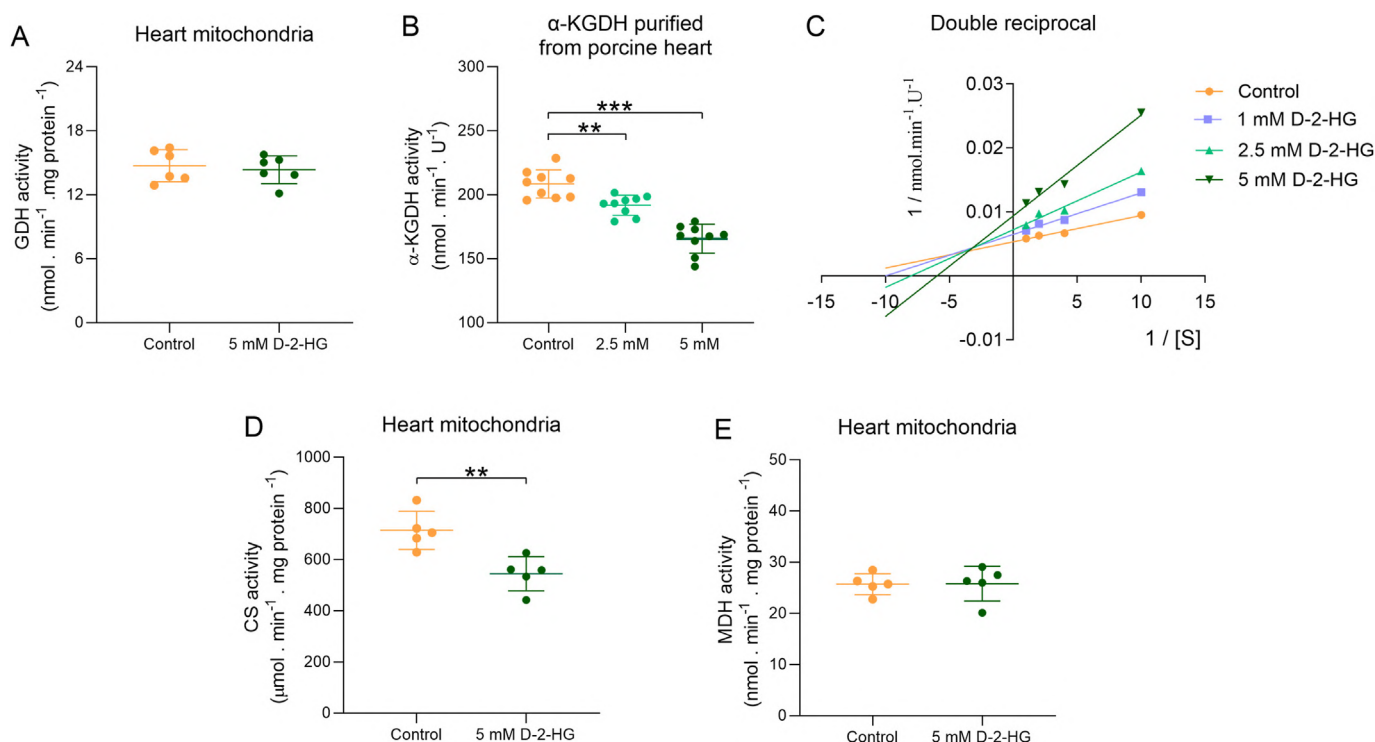 A
Heart mitochondria
GDH activity
(nmol . min⁻¹ .mg protein ⁻¹)
24
18
12
6
0
Control
5 mM D-2-HG
B
α-KGDH purified
from porcine heart
α-KGDH activity
(nmol . min⁻¹ . U⁻¹)
300
250
200
150
100
***
**
Control
2.5 mM
5 mM
C
Double reciprocal
1 / nmol.min⁻¹.U⁻¹
0.03
0.02
0.01
-0.01
-15
-10
-5
5
10
15
1 / [S]
Control
1 mM D-2-HG
2.5 mM D-2-HG
5 mM D-2-HG
D
Heart mitochondria
CS activity
(μmol . min⁻¹ . mg protein ⁻¹)
1000
800
600
400
200
0
**
Control
5 mM D-2-HG
E
Heart mitochondria
MDH activity
(nmol . min⁻¹ . mg protein ⁻¹)
50
40
30
20
10
0
Control
5 mM D-2-HG